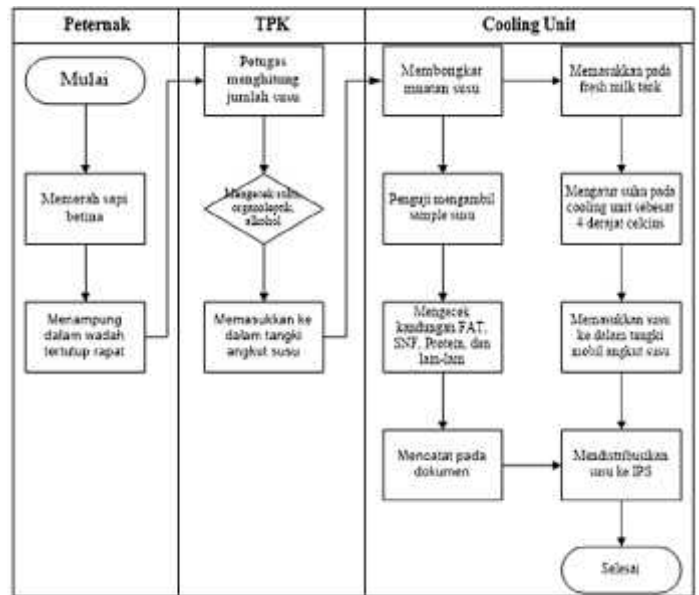 Peternak
TPK
Cooling Unit
Mulai
Memerah sapi
betina
Menampung
dalam wadah
tertutup rapat
Petugas
menghitung
jumlah susu
Mengecek suhu,
organoleptik,
alkohol
Memasukkan ke
dalam tangki
angkut susu
Membongkar
muatan susu
Penguji mengambil
sample susu
Mengecek
kandungan FAT,
SNF, Protein, dan
lain-lain
Mencatat pada
dokumen
Memasukkan pada
fresh milk tank
Mengatur suhu pada
cooling unit sebesar
4 derajat celcius
Memasukkan susu
ke dalam tangki
mobil angkut susu
Mendistribusikan
susu ke IPS
Selesai